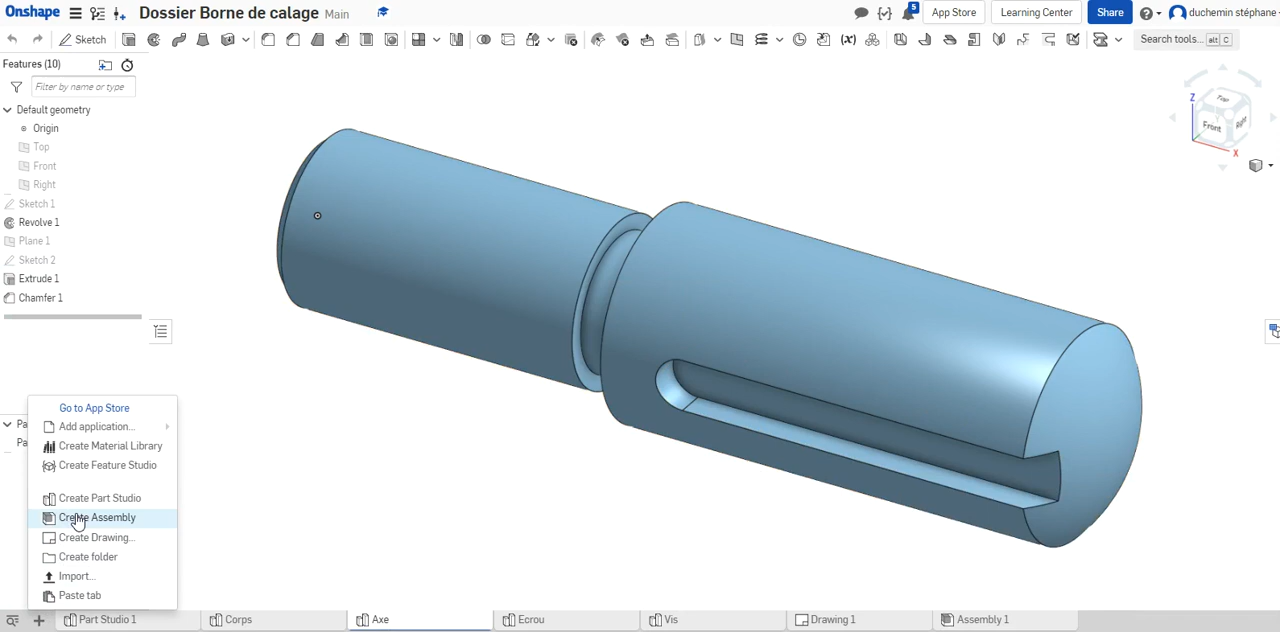 Onshape Dossier Borne de calage Main 5 App Store Learning Center Share duchemin stéphane
Sketch (x) Search tools... alt C
Features (10)
Filter by name or type
Default geometry
Origin
Top
Front
Right
Sketch 1
Revolve 1
Plane 1
Sketch 2
Extrude 1
Chamfer 1
Z
Top
Front
Right
X
Go to App Store
Pa
Add application...
Pa
Create Material Library
Create Feature Studio
Create Part Studio
Create Assembly
Create Drawing...
Create folder
Import...
Paste tab
Part Studio 1 Corps Axe Ecrou Vis Drawing 1 Assembly 1